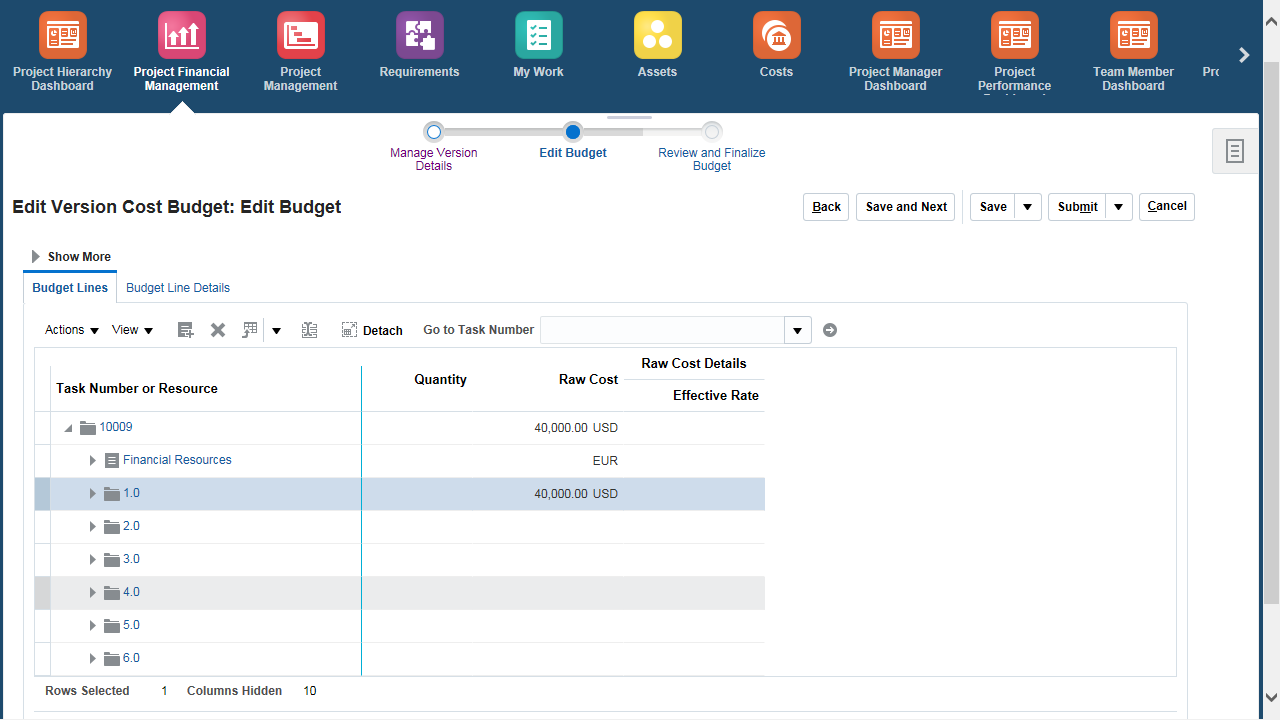 Project Hierarchy
Dashboard
Project Financial
Management
Project
Management
Requirements
My Work
Assets
Costs
Project Manager
Dashboard
Project
Performance
Team Member
Dashboard
Manage Version
Details
Edit Budget
Review and Finalize
Budget
Edit Version Cost Budget: Edit Budget
Back
Save and Next
Save
Submit
Cancel
Show More
Budget Lines
Budget Line Details
Actions
View
Detach
Go to Task Number
Task Number or Resource
Quantity
Raw Cost
Raw Cost Details
Effective Rate
10009 40,000.00 USD
Financial Resources EUR
1.0 40,000.00 USD
2.0
3.0
4.0
5.0
6.0
Rows Selected 1 Columns Hidden 10